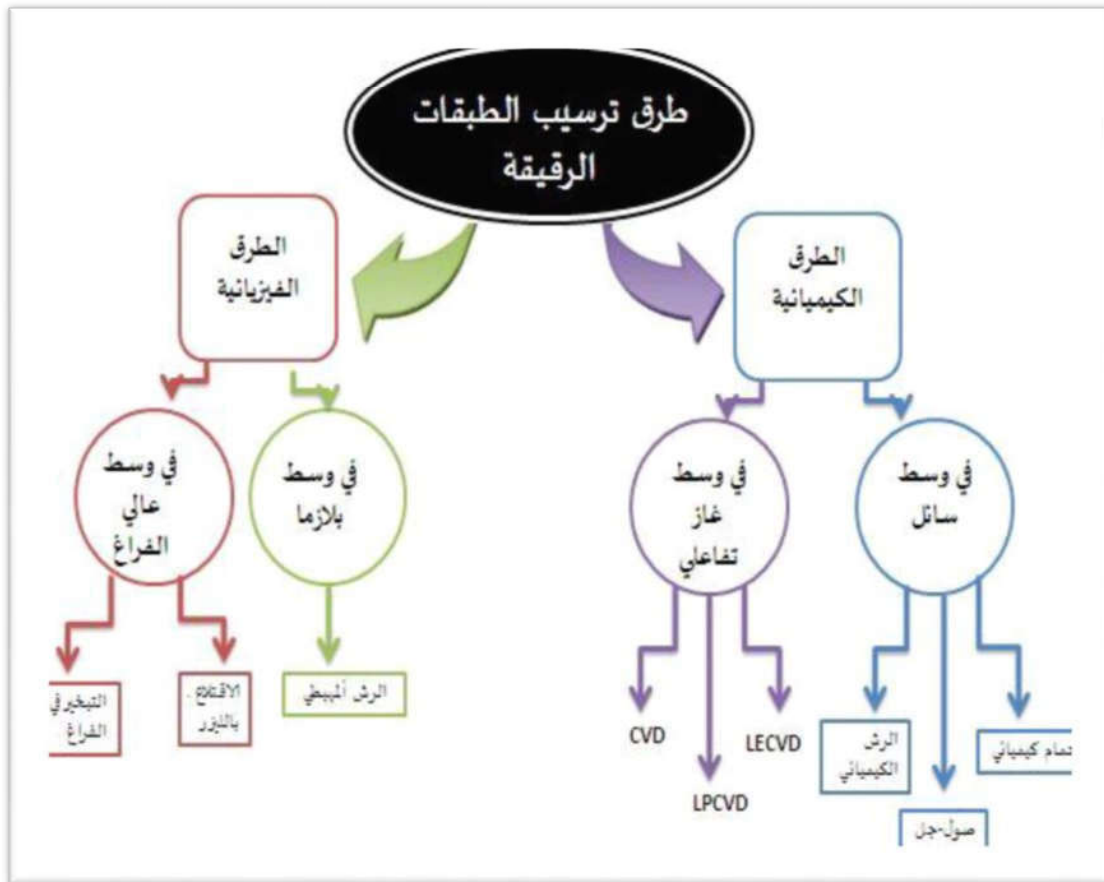 طرق ترسيب الطبقات
الرقيقة
الطرق
الكيميائية
الطرق
الفيزيائية
في وسط
سائل
في وسط
غاز
تفاعلي
في وسط
بلازما
في وسط
عالي
الفراغ
حمام كيميائي
صول-جل
الرش
الكيميائي
LECVD
LPCVD
CVD
الرش ألمهبطي
الاقتلاع .
بالليزر
التبخير في
الفراغ